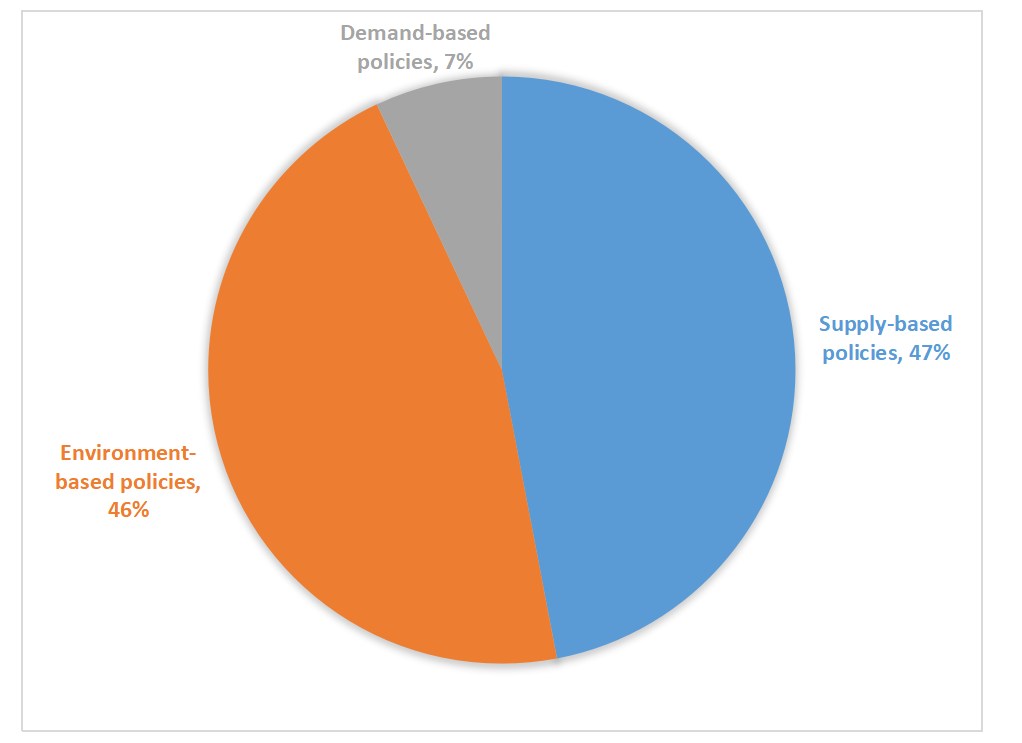 Demand-based
policies, 7%
Supply-based
policies, 47%
Environment-
based policies,
46%